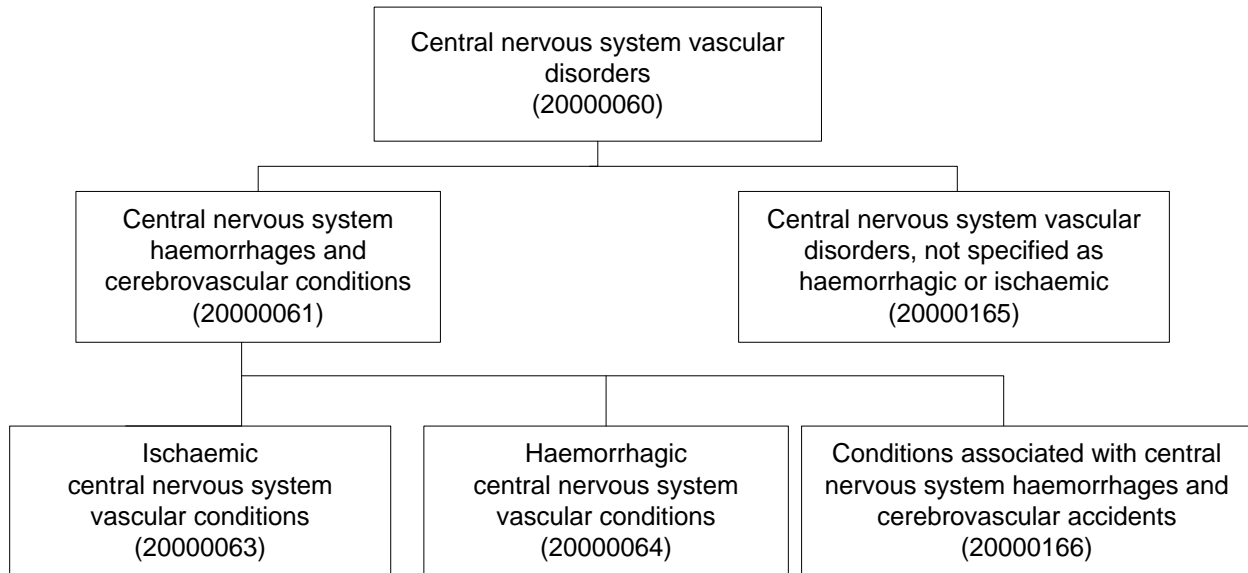 Central nervous system vascular
disorders
(20000060)
Central nervous system
haemorrhages and
cerebrovascular conditions
(20000061)
Central nervous system vascular
disorders, not specified as
haemorrhagic or ischaemic
(20000165)
Ischaemic
central nervous system
vascular conditions
(20000063)
Haemorrhagic
central nervous system
vascular conditions
(20000064)
Conditions associated with central
nervous system haemorrhages and
cerebrovascular accidents
(20000166)